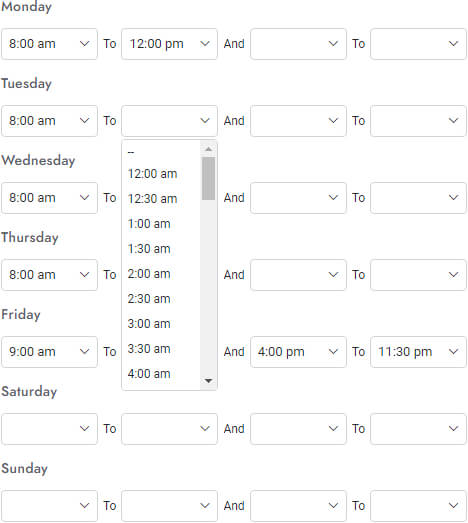 Monday
8:00 am To 12:00 pm And To
Tuesday
8:00 am To And To
--
Wednesday
12:00 am
12:30 am
8:00 am To And To
1:00 am
Thursday
1:30 am
8:00 am To And To
2:00 am
2:30 am
Friday
3:00 am
9:00 am To And 4:00 pm To 11:30 pm
3:30 am
4:00 am
Saturday
To And To
Sunday
To And To